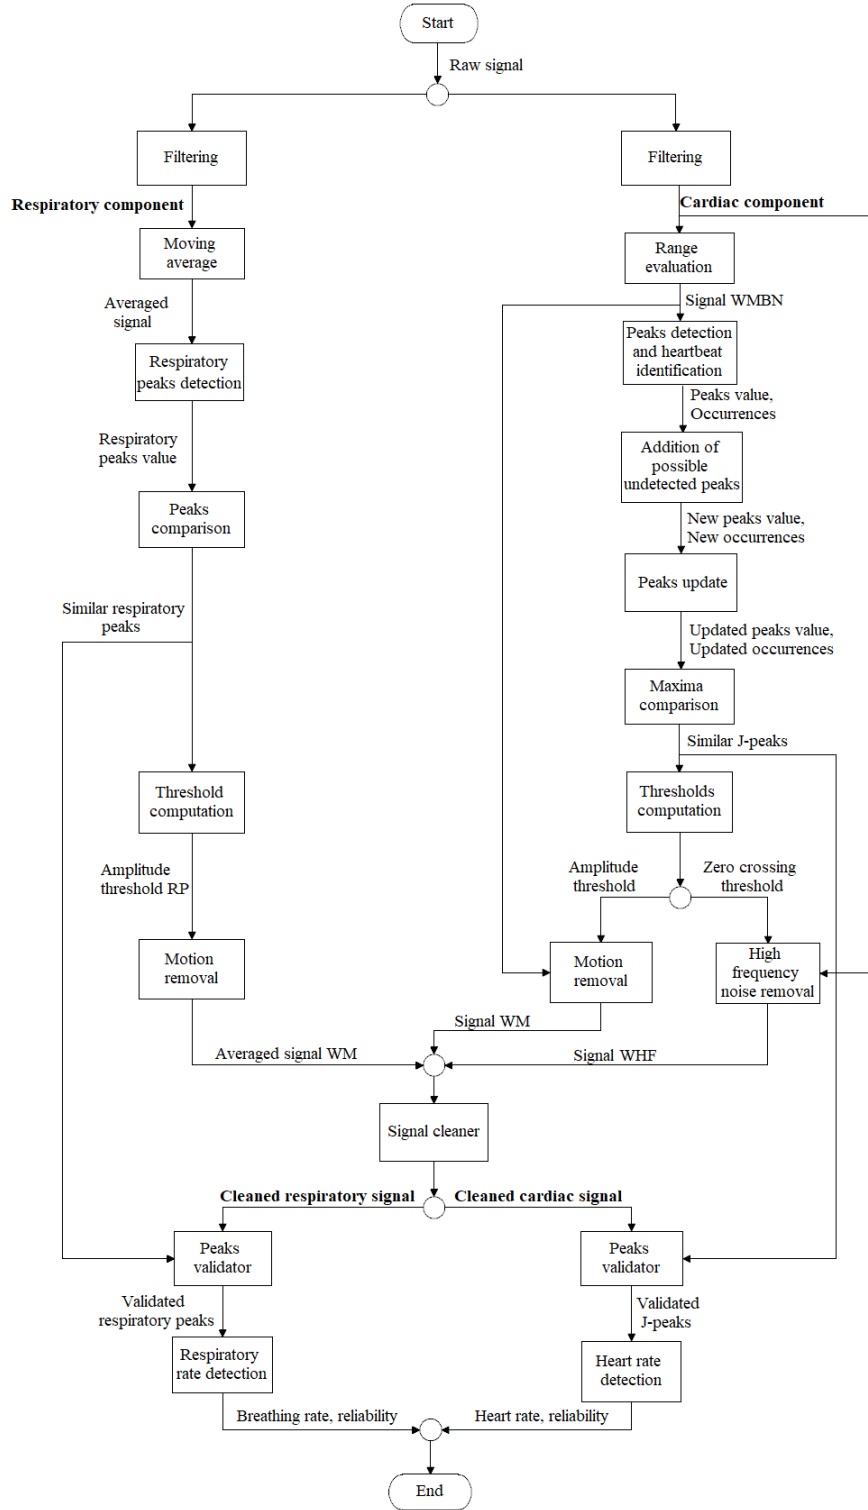 Start
Raw signal
Filtering
Filtering
Respiratory component
Cardiac component
Moving
average
Range
evaluation
Averaged
signal
Signal WMBN
Respiratory
peaks detection
Peaks detection
and heartbeat
identification
Peaks value,
Occurrences
Respiratory
peaks value
Addition of
possible
undetected peaks
Peaks
comparison
New peaks value,
New occurrences
Peaks update
Similar respiratory
peaks
Updated peaks value,
Updated occurrences
Maxima
comparison
Similar J-peaks
Threshold
computation
Thresholds
computation
Amplitude
threshold RP
Amplitude
threshold
Zero crossing
threshold
Motion
removal
Motion
removal
High
frequency
noise removal
Signal WM
Averaged signal WM
Signal WHF
Signal cleaner
Cleaned respiratory signal
Cleaned cardiac signal
Peaks
validator
Peaks
validator
Validated
respiratory peaks
Validated
J-peaks
Respiratory
rate detection
Heart rate
detection
Breathing rate, reliability
Heart rate, reliability
End